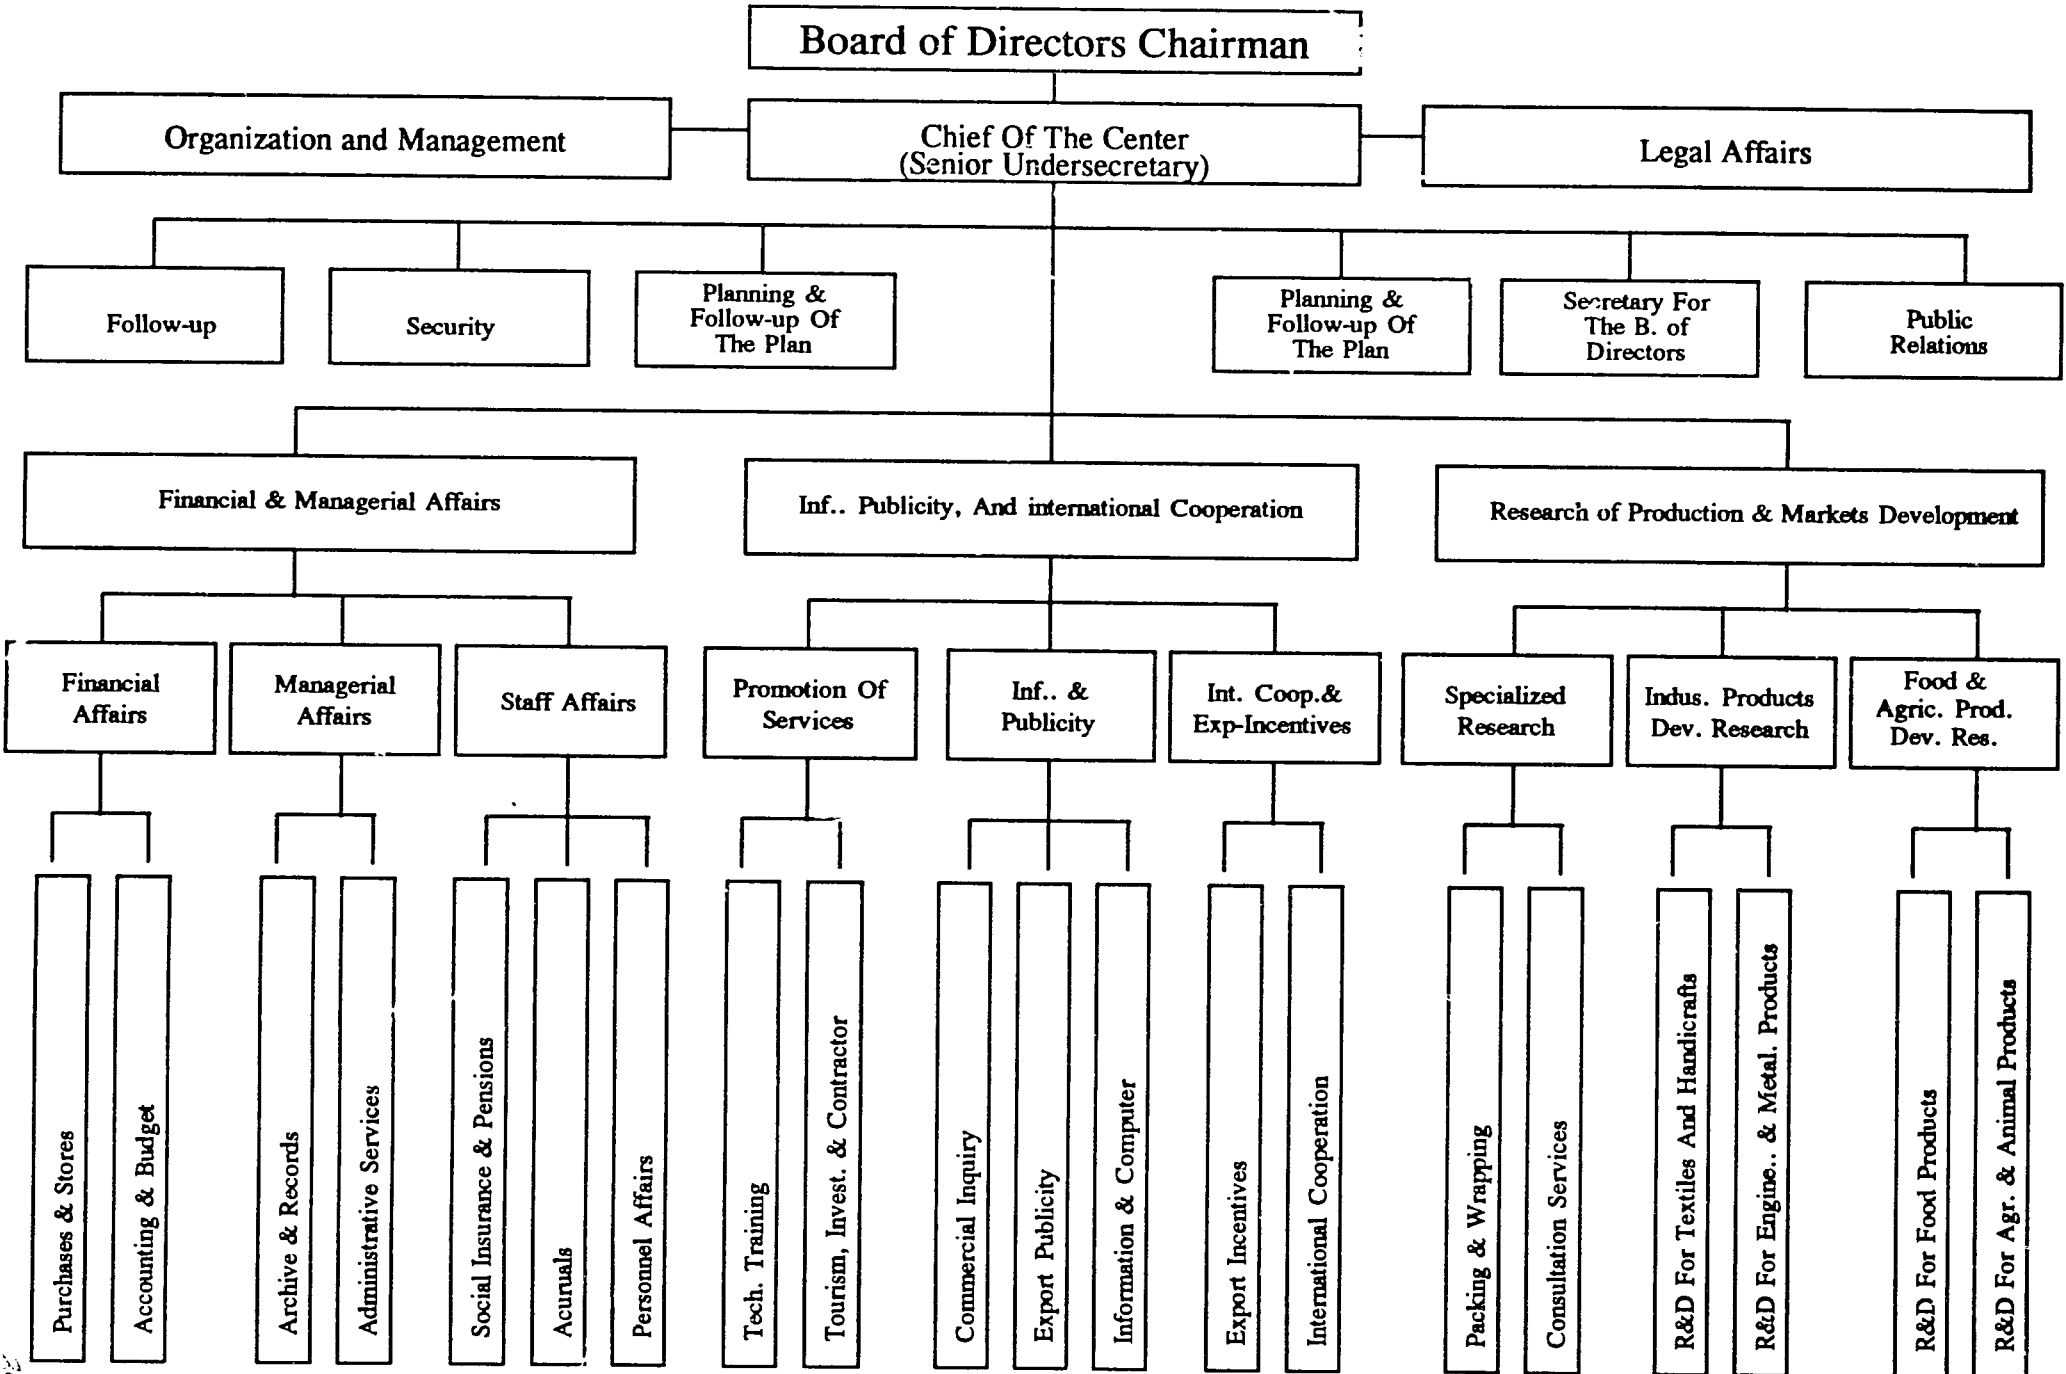 Board of Directors Chairman
Organization and Management
Chief Of The Center
(Senior Undersecretary)
Legal Affairs
Follow-up
Security
Planning &
Follow-up Of
The Plan
Planning &
Follow-up Of
The Plan
Secretary For
The B. of
Directors
Public
Relations
Financial & Managerial Affairs
Inf.. Publicity, And international Cooperation
Research of Production & Markets Development
Financial
Affairs
Managerial
Affairs
Staff Affairs
Promotion Of
Services
Inf.. &
Publicity
Int. Coop.&
Exp-Incentives
Specialized
Research
Indus. Products
Dev. Research
Food &
Agric. Prod.
Dev. Res.
Purchases & Stores
Accounting & Budget
Archive & Records
Administrative Services
Social Insurance & Pensions
Acuruals
Personnel Affairs
Tech. Training
Tourism, Invest. & Contractor
Commercial Inquiry
Export Publicity
Information & Computer
Export Incentives
International Cooperation
Packing & Wrapping
Consultation Services
R&D For Textiles And Handicrafts
R&D For Engine.. & Metal. Products
R&D For Food Products
R&D For Agr. & Animal Products